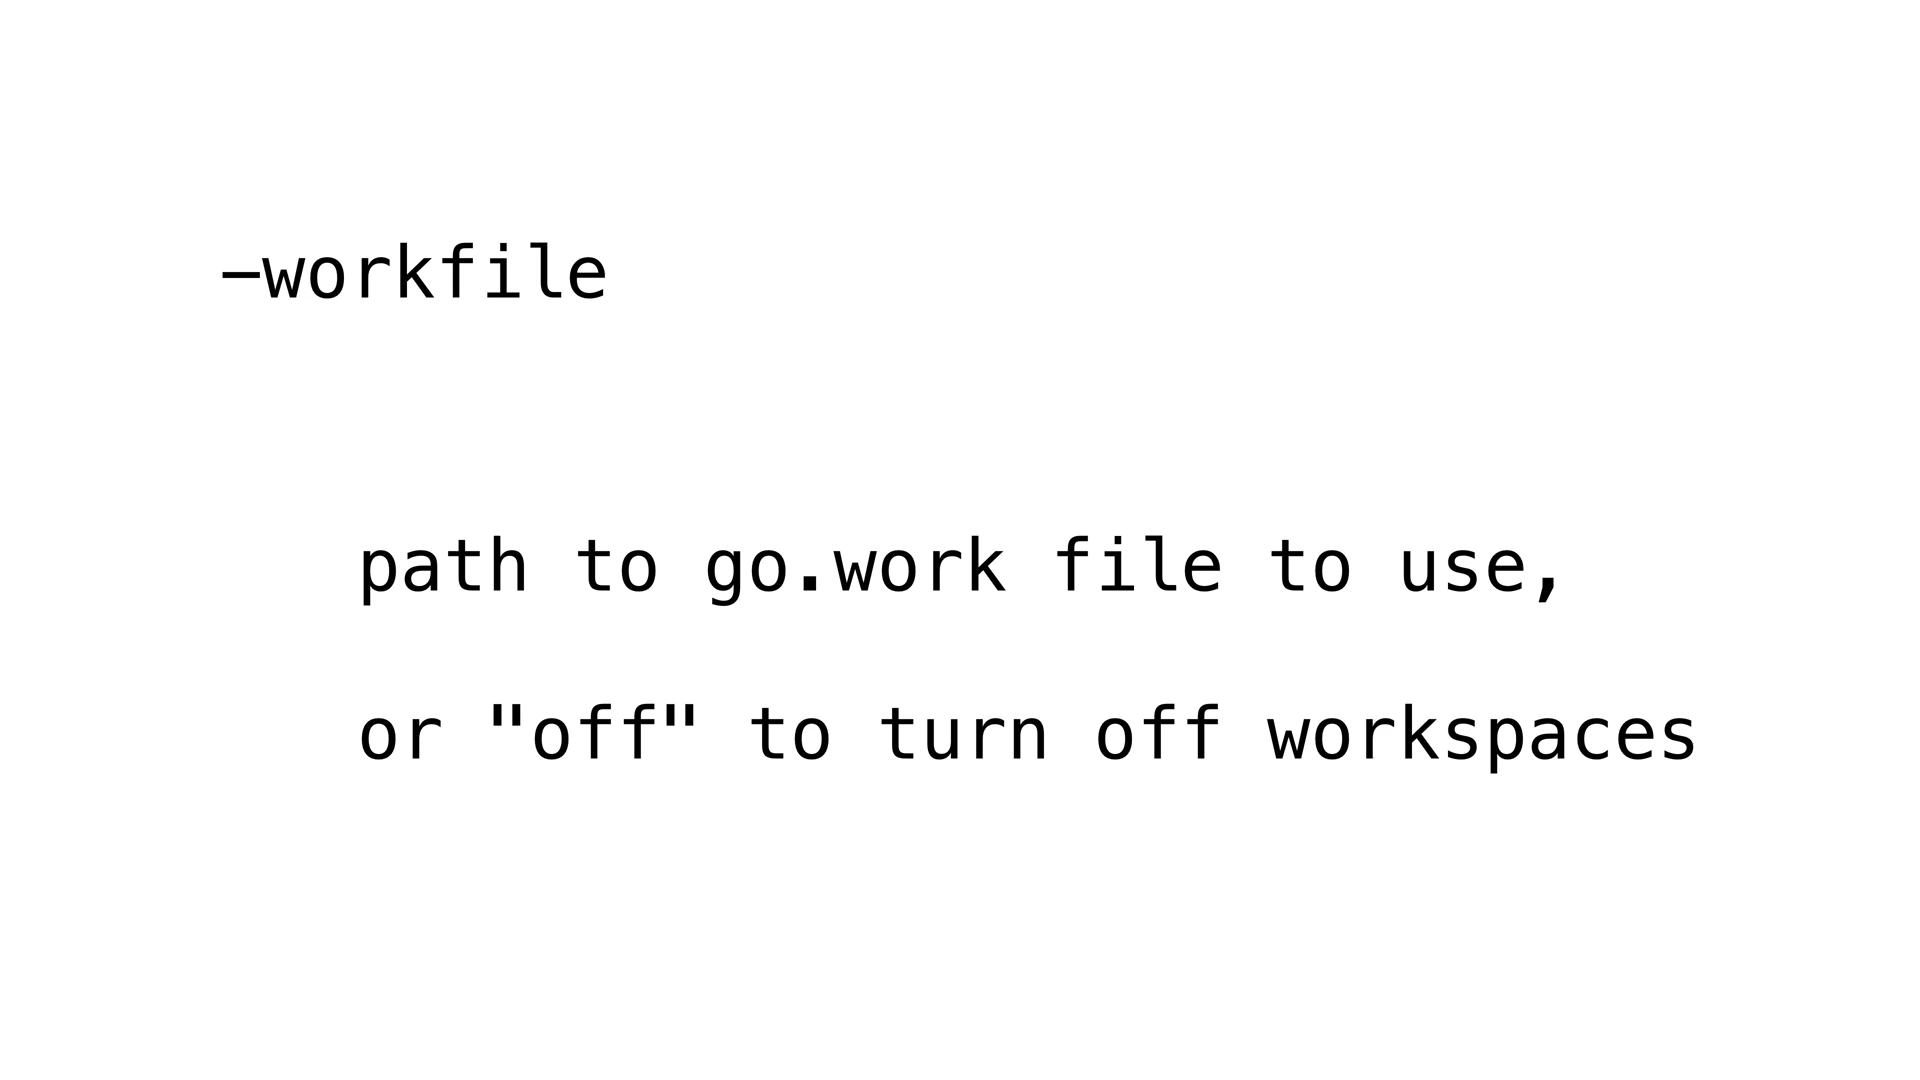 –workfile
path to go.work file to use,
or "off" to turn off workspaces